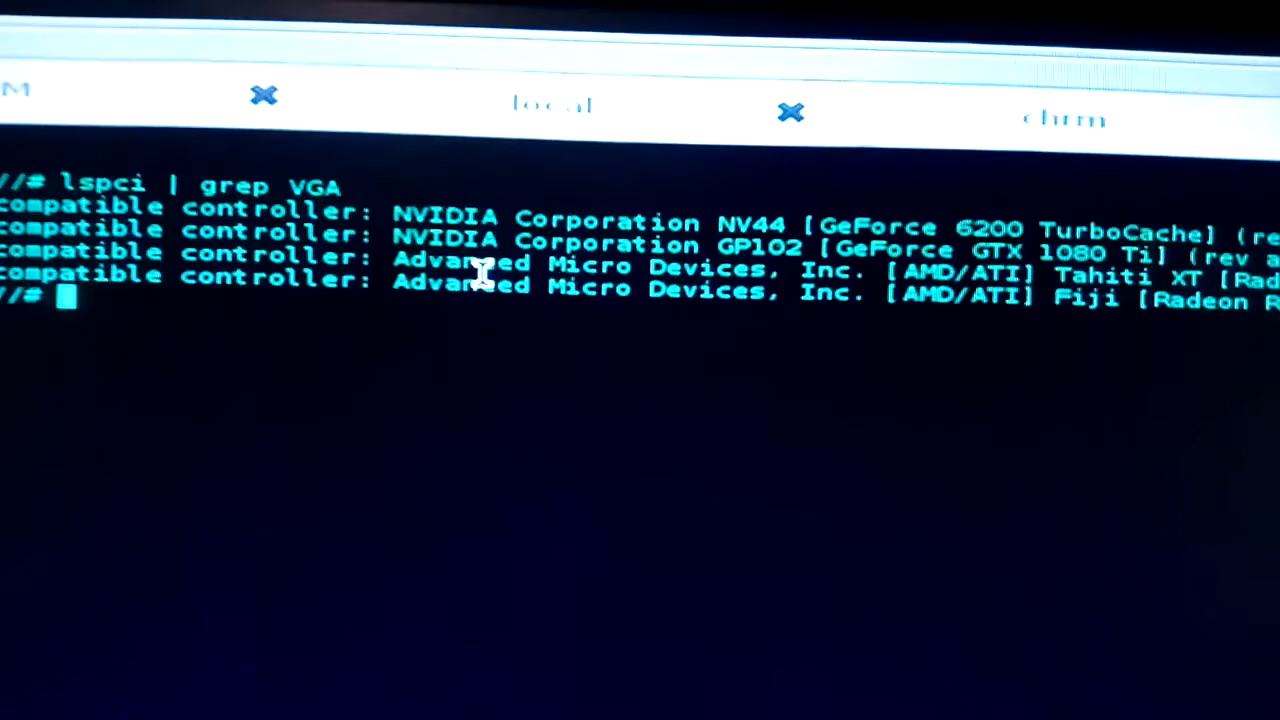 M local chrm
//# lspci | grep VGA
compatible controller: NVIDIA Corporation NV44 [GeForce 6200 TurboCache] (re
compatible controller: NVIDIA Corporation GP102 [GeForce GTX 1080 Ti] (rev a
compatible controller: Advanced Micro Devices, Inc. [AMD/ATI] Tahiti XT [Rad
compatible controller: Advanced Micro Devices, Inc. [AMD/ATI] Fiji [Radeon R
//#